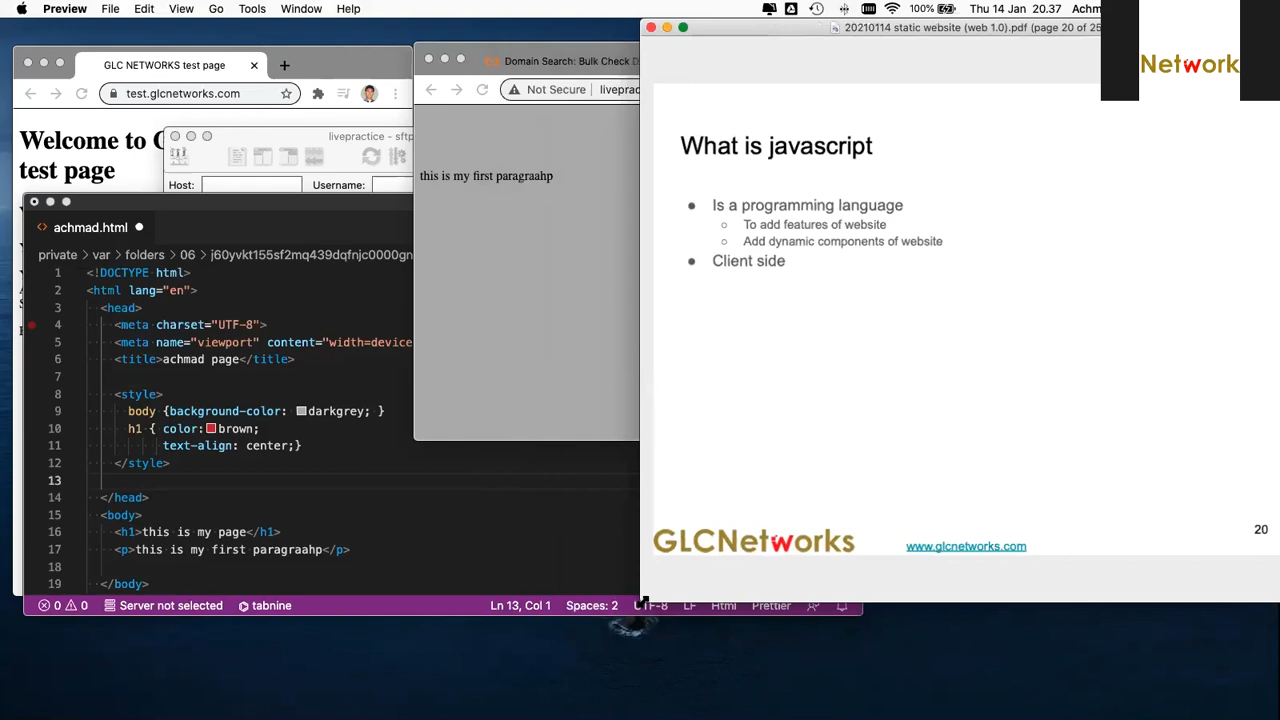 Preview File Edit View Go Tools Window Help
100% Thu 14 Jan 20.37 Achm
GLC NETWORKS test page
test.glcnetworks.com
Welcome to
test page
livepractice - sftp
Host: Username:
Domain Search: Bulk Check D
Not Secure liveprac
this is my first paragraahp
achmad.html
private › var › folders › 06 › j60yvkt155sf2mq439dqfnjc0000gn
1 <!DOCTYPE html>
2 <html lang="en">
3 <head>
4 <meta charset="UTF-8">
5 <meta name="viewport" content="width=device
6 <title>achmad page</title>
7
8 <style>
9 body {background-color: darkgrey; }
10 h1 { color: brown;
11 text-align: center;}
12 </style>
13
14 </head>
15 <body>
16 <h1>this is my page</h1>
17 <p>this is my first paragraahp</p>
18
19 </body>
0 0 Server not selected tabnine Ln 13, Col 1 Spaces: 2 UTF-8 LF Html Prettier
20210114 static website (web 1.0).pdf (page 20 of 25
Network
What is javascript
● Is a programming language
○ To add features of website
○ Add dynamic components of website
● Client side
GLCNetworks www.glcnetworks.com 20